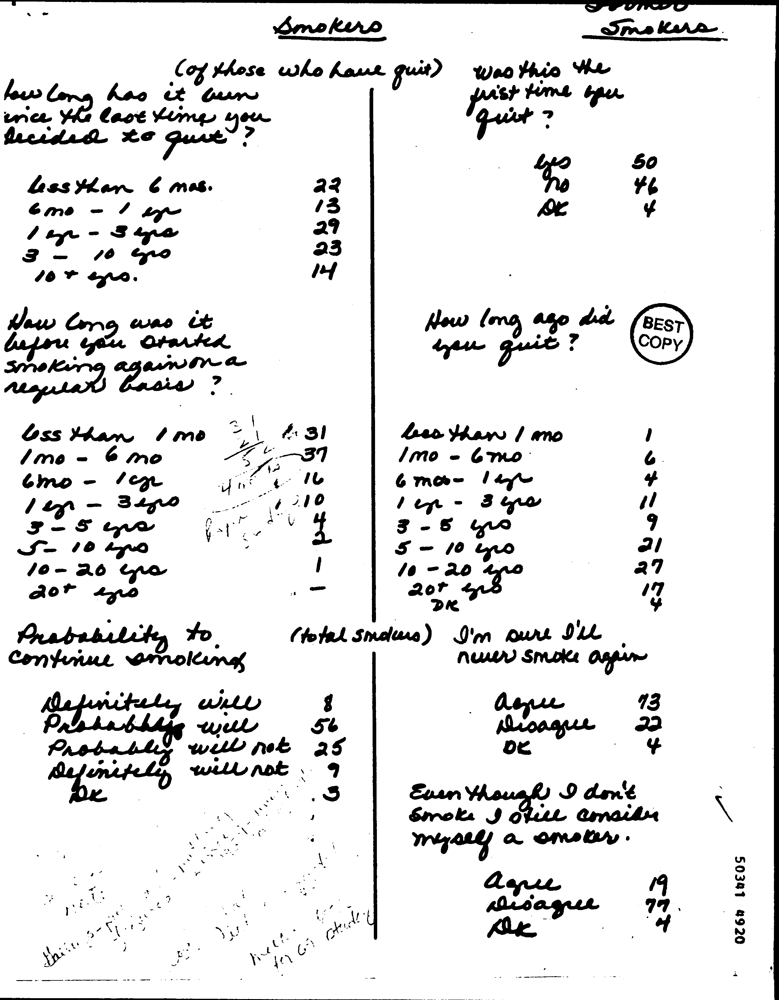 Smokers
Former
Smokers
(of those who have quit)
How long has it been
since the last time you
decided to quit?
less than 6 mos. 22
6 mo - 1 yr 13
1 yr - 3 yrs 29
3 - 10 yrs 23
10+ yrs. 14
Was this the
first time you
quit?
yes 50
no 46
DK 4
How long was it
before you started
smoking again on a
regular basis?
less than 1 mo 31
1 mo - 6 mo 37
6 mo - 1 yr 16
1 yr - 3 yrs 10
3 - 5 yrs 4
5 - 10 yrs 2
10 - 20 yrs 1
20+ yrs -
31
21
52
How long ago did
you quit?
BEST
COPY
less than 1 mo 1
1 mo - 6 mo 6
6 mos - 1 yr 4
1 yr - 3 yrs 11
3 - 5 yrs 9
5 - 10 yrs 21
10 - 20 yrs 27
20+ yrs 17
DK 4
Probability to
continue smoking
(total smokers)
Definitely will 8
Probably will 56
Probably will not 25
Definitely will not 9
DK 3
I'm sure I'll
never smoke again
agree 73
Disagree 22
DK 4
Even though I don't
smoke I still consider
myself a smoker.
agree 19
Disagree 77
DK 4
for on study
50341 4920